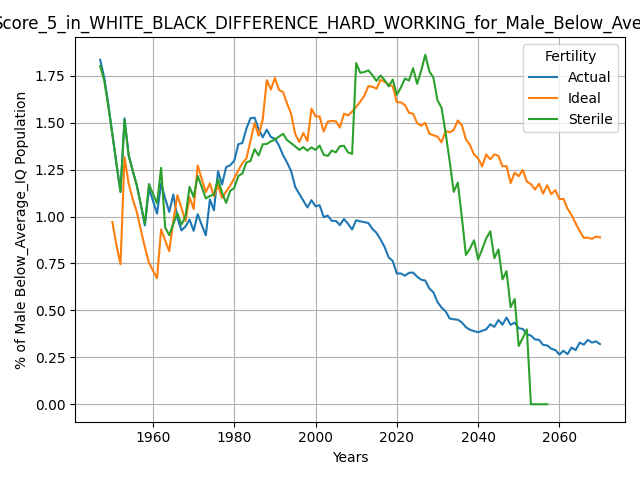 Score_5_in_WHITE_BLACK_DIFFERENCE_HARD_WORKING_for_Male_Below_Ave
Fertility
Actual
Ideal
Sterile
% of Male Below_Average_IQ Population
1.75
1.50
1.25
1.00
0.75
0.50
0.25
0.00
1960 1980 2000 2020 2040 2060
Years